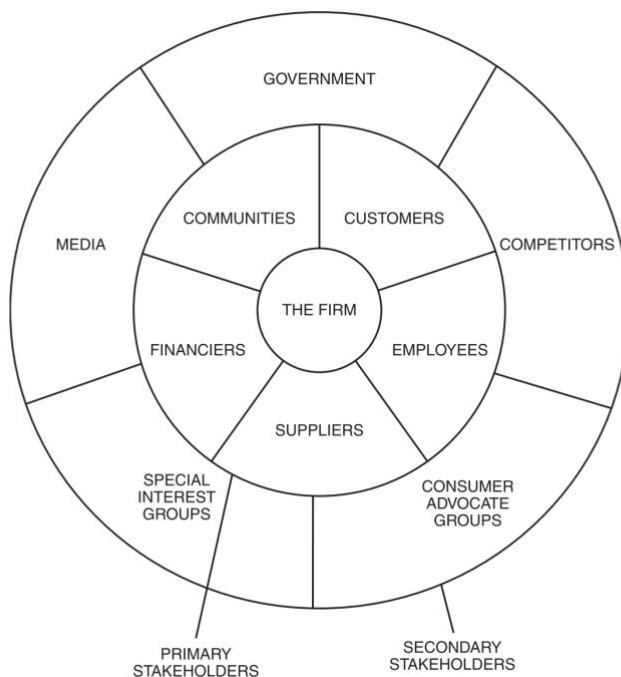 GOVERNMENT
COMMUNITIES
CUSTOMERS
MEDIA
COMPETITORS
THE FIRM
FINANCIERS
EMPLOYEES
SUPPLIERS
SPECIAL
INTEREST
GROUPS
CONSUMER
ADVOCATE
GROUPS
PRIMARY
STAKEHOLDERS
SECONDARY
STAKEHOLDERS